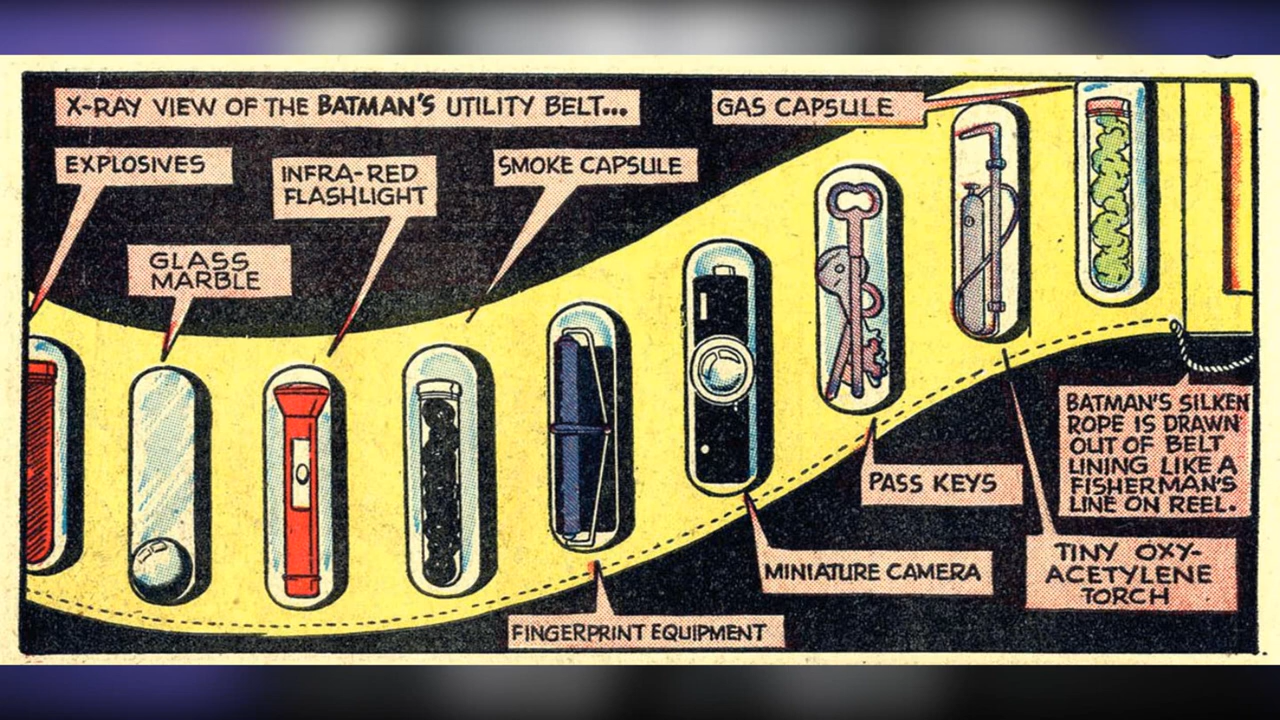 X-RAY VIEW OF THE BATMAN'S UTILITY BELT...
GAS CAPSULE
EXPLOSIVES
INFRA-RED
FLASHLIGHT
SMOKE CAPSULE
GLASS
MARBLE
BATMAN'S SILKEN
ROPE IS DRAWN
OUT OF BELT
LINING LIKE A
FISHERMAN'S
LINE ON REEL.
PASS KEYS
TINY OXY-
ACETYLENE
TORCH
MINIATURE CAMERA
FINGERPRINT EQUIPMENT